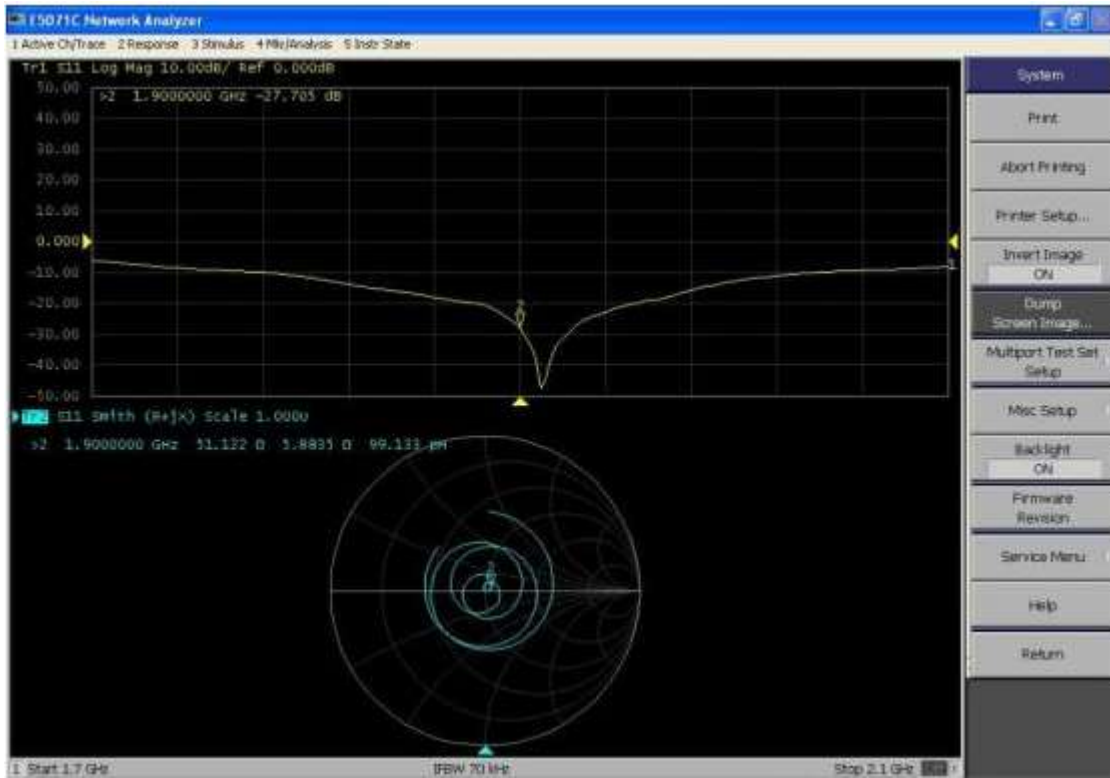 E5071C Network Analyzer
1 Active Ch/Trace 2 Response 3 Stimulus 4 Mkr/Analysis 5 Instr State
Tr1 S11 Log Mag 10.00dB/ Ref 0.000dB
>2 1.9000000 GHz -27.705 dB
50.00
40.00
30.00
20.00
10.00
0.000
-10.00
-20.00
-30.00
-40.00
-50.00
2
1
Tr2 S11 Smith (R+jX) Scale 1.000U
>2 1.9000000 GHz 51.122 Ω 5.8835 Ω 99.133 pH
2
1 Start 1.7 GHz
IFBW 70 kHz
Stop 2.1 GHz
System
Print
Abort Printing
Printer Setup...
Invert Image
ON
Dump
Screen Image...
Multiport Test Set
Setup
Misc Setup
Backlight
ON
Firmware
Revision
Service Menu
Help
Return